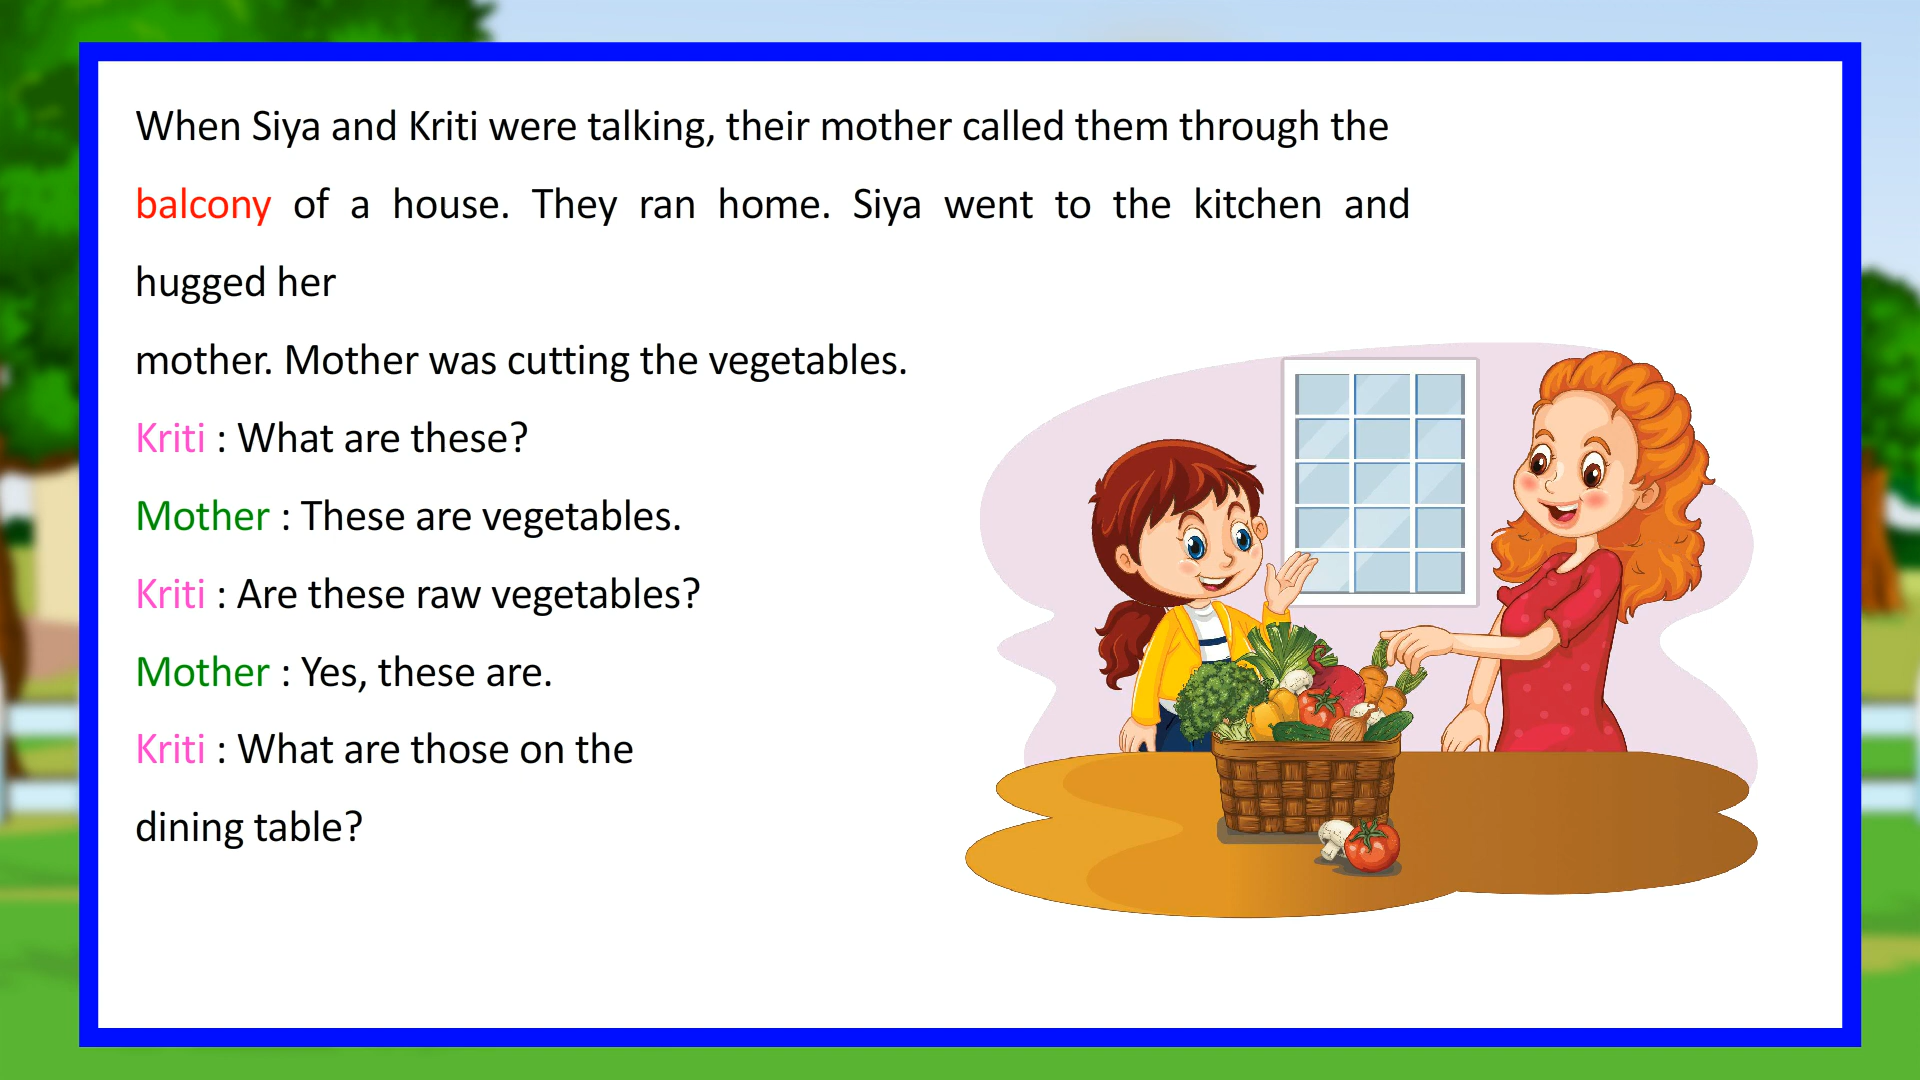 When Siya and Kriti were talking, their mother called them through the
balcony of a house. They ran home. Siya went to the kitchen and
hugged her
mother. Mother was cutting the vegetables.
Kriti : What are these?
Mother : These are vegetables.
Kriti : Are these raw vegetables?
Mother : Yes, these are.
Kriti : What are those on the
dining table?